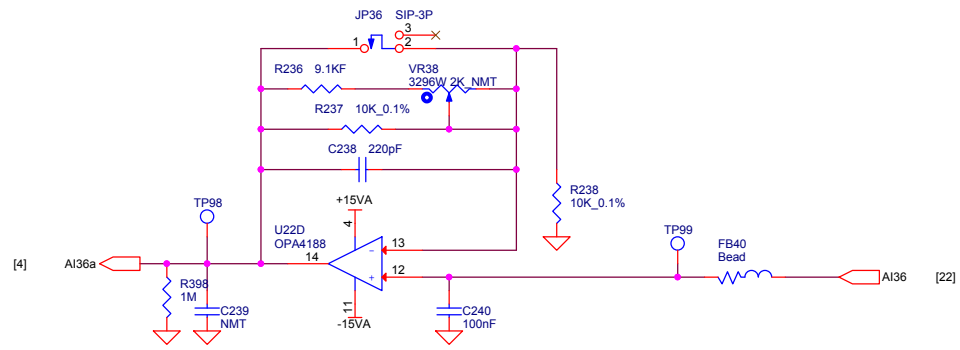 JP36 SIP-3P
3
1
2
R236 9.1KF
VR38
3296W 2K_NMT
R237 10K_0.1%
C238 220pF
R238
10K_0.1%
+15VA
4
TP98
U22D
OPA4188
14
13
12
TP99
FB40
Bead
[4] AI36a
AI36 [22]
R398
1M
C239
NMT
11
-15VA
C240
100nF